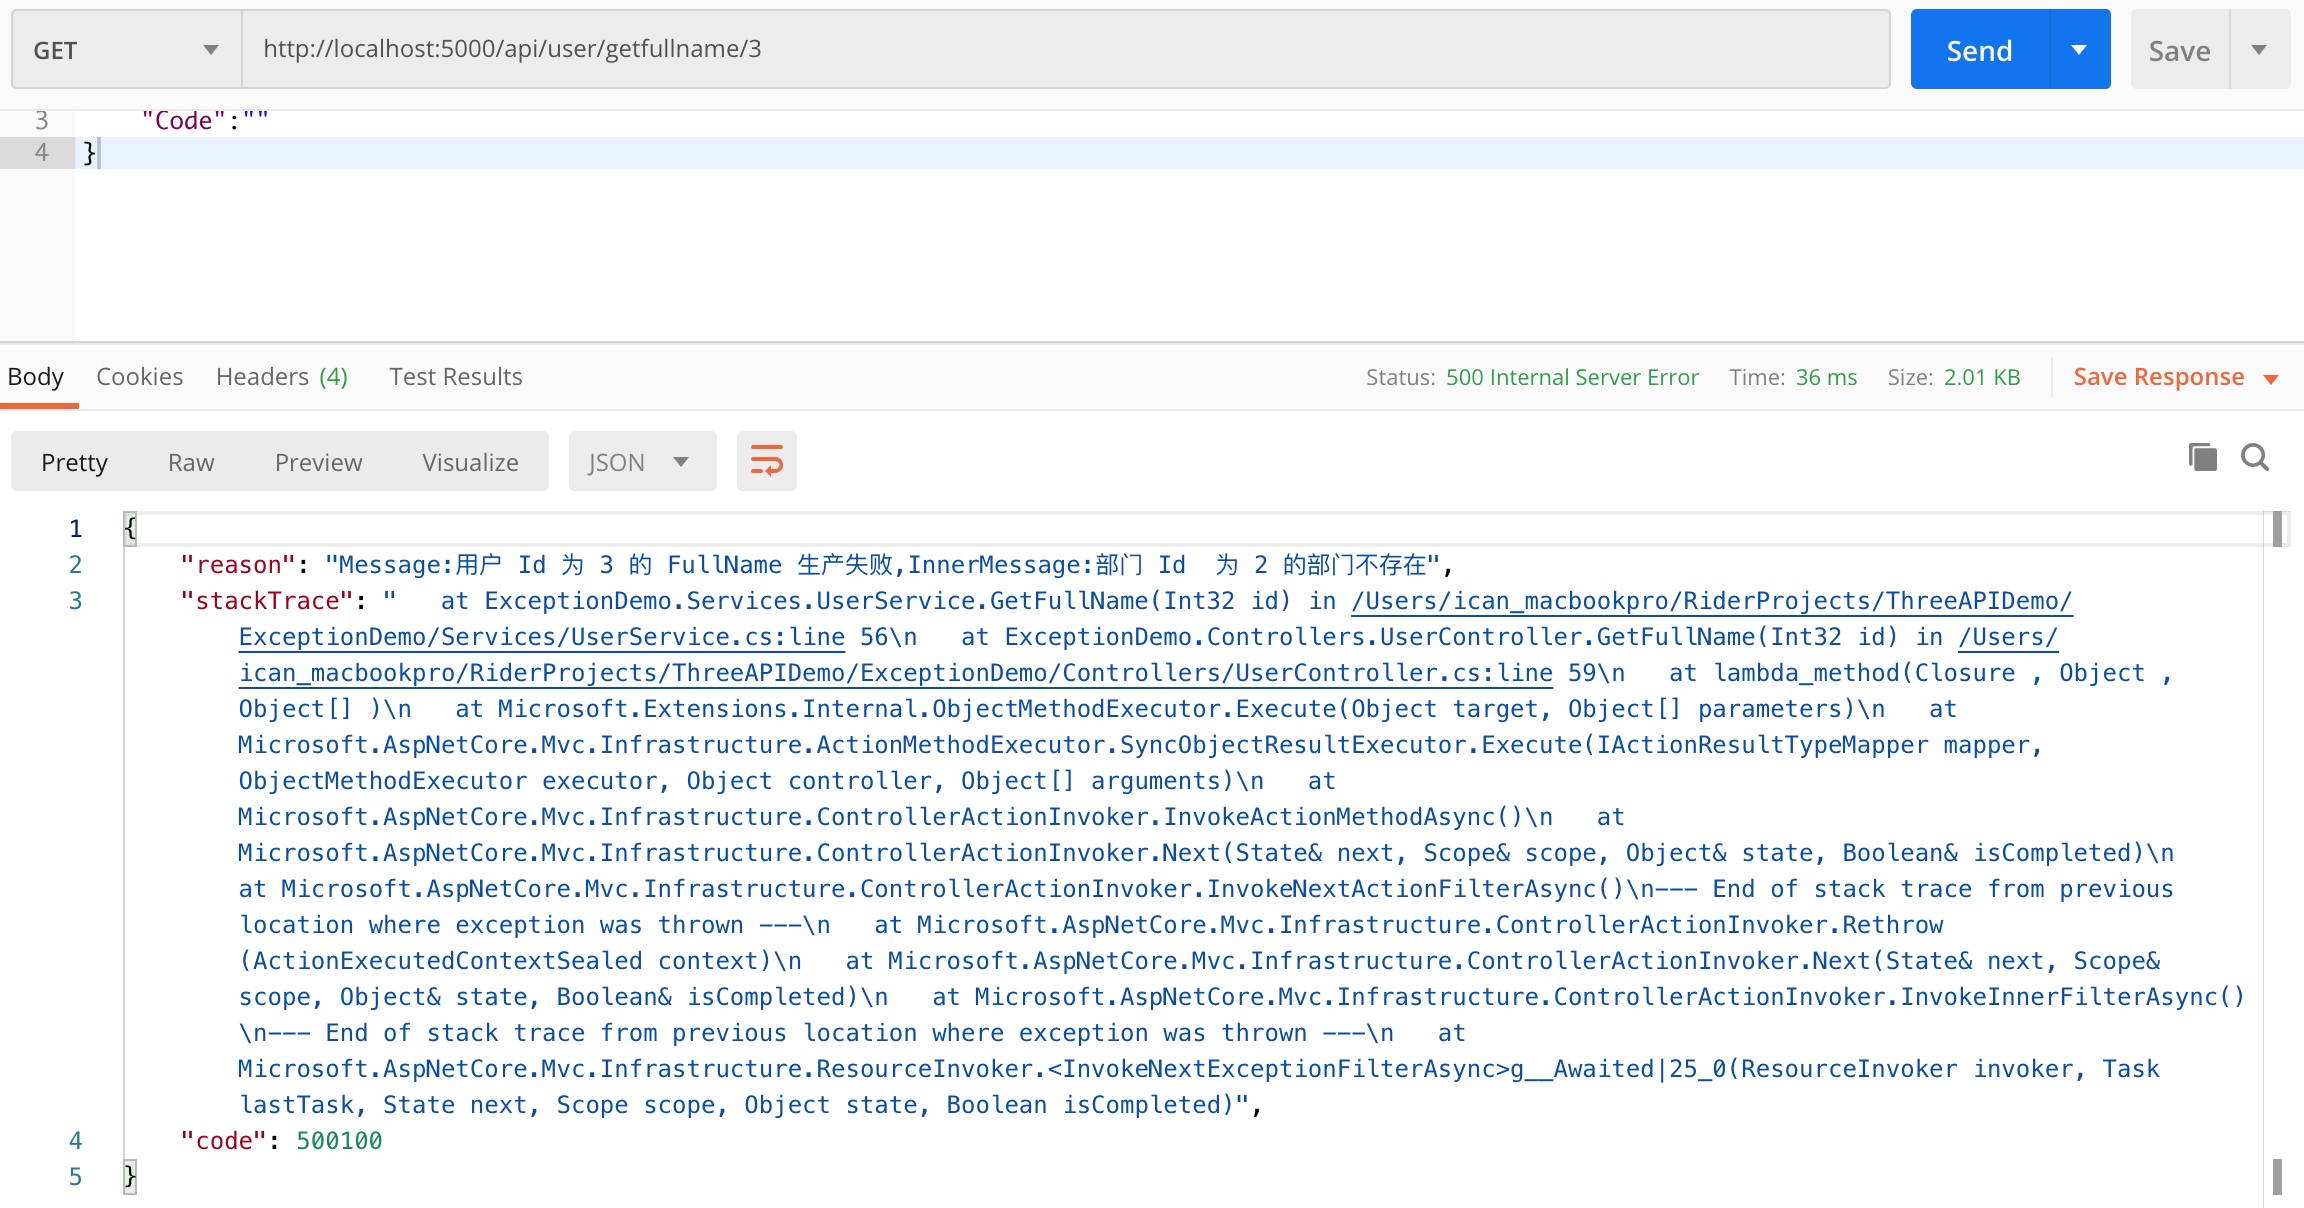 GET http://localhost:5000/api/user/getfullname/3 Send Save
3 "Code":""
4 }
Body Cookies Headers (4) Test Results Status: 500 Internal Server Error Time: 36 ms Size: 2.01 KB Save Response
Pretty Raw Preview Visualize JSON
1 {
2 "reason": "Message:用户 Id 为 3 的 FullName 生产失败,InnerMessage:部门 Id  为 2 的部门不存在",
3 "stackTrace": "   at ExceptionDemo.Services.UserService.GetFullName(Int32 id) in /Users/ican_macbookpro/RiderProjects/ThreeAPIDemo/
ExceptionDemo/Services/UserService.cs:line 56\n   at ExceptionDemo.Controllers.UserController.GetFullName(Int32 id) in /Users/
ican_macbookpro/RiderProjects/ThreeAPIDemo/ExceptionDemo/Controllers/UserController.cs:line 59\n   at lambda_method(Closure , Object ,
Object[] )\n   at Microsoft.Extensions.Internal.ObjectMethodExecutor.Execute(Object target, Object[] parameters)\n   at
Microsoft.AspNetCore.Mvc.Infrastructure.ActionMethodExecutor.SyncObjectResultExecutor.Execute(IActionResultTypeMapper mapper,
ObjectMethodExecutor executor, Object controller, Object[] arguments)\n   at
Microsoft.AspNetCore.Mvc.Infrastructure.ControllerActionInvoker.InvokeActionMethodAsync()\n   at
Microsoft.AspNetCore.Mvc.Infrastructure.ControllerActionInvoker.Next(State& next, Scope& scope, Object& state, Boolean& isCompleted)\n
at Microsoft.AspNetCore.Mvc.Infrastructure.ControllerActionInvoker.InvokeNextActionFilterAsync()\n--- End of stack trace from previous
location where exception was thrown ---\n   at Microsoft.AspNetCore.Mvc.Infrastructure.ControllerActionInvoker.Rethrow
(ActionExecutedContextSealed context)\n   at Microsoft.AspNetCore.Mvc.Infrastructure.ControllerActionInvoker.Next(State& next, Scope&
scope, Object& state, Boolean& isCompleted)\n   at Microsoft.AspNetCore.Mvc.Infrastructure.ControllerActionInvoker.InvokeInnerFilterAsync()
\n--- End of stack trace from previous location where exception was thrown ---\n   at
Microsoft.AspNetCore.Mvc.Infrastructure.ResourceInvoker.<InvokeNextExceptionFilterAsync>g__Awaited|25_0(ResourceInvoker invoker, Task
lastTask, State next, Scope scope, Object state, Boolean isCompleted)",
4 "code": 500100
5 }